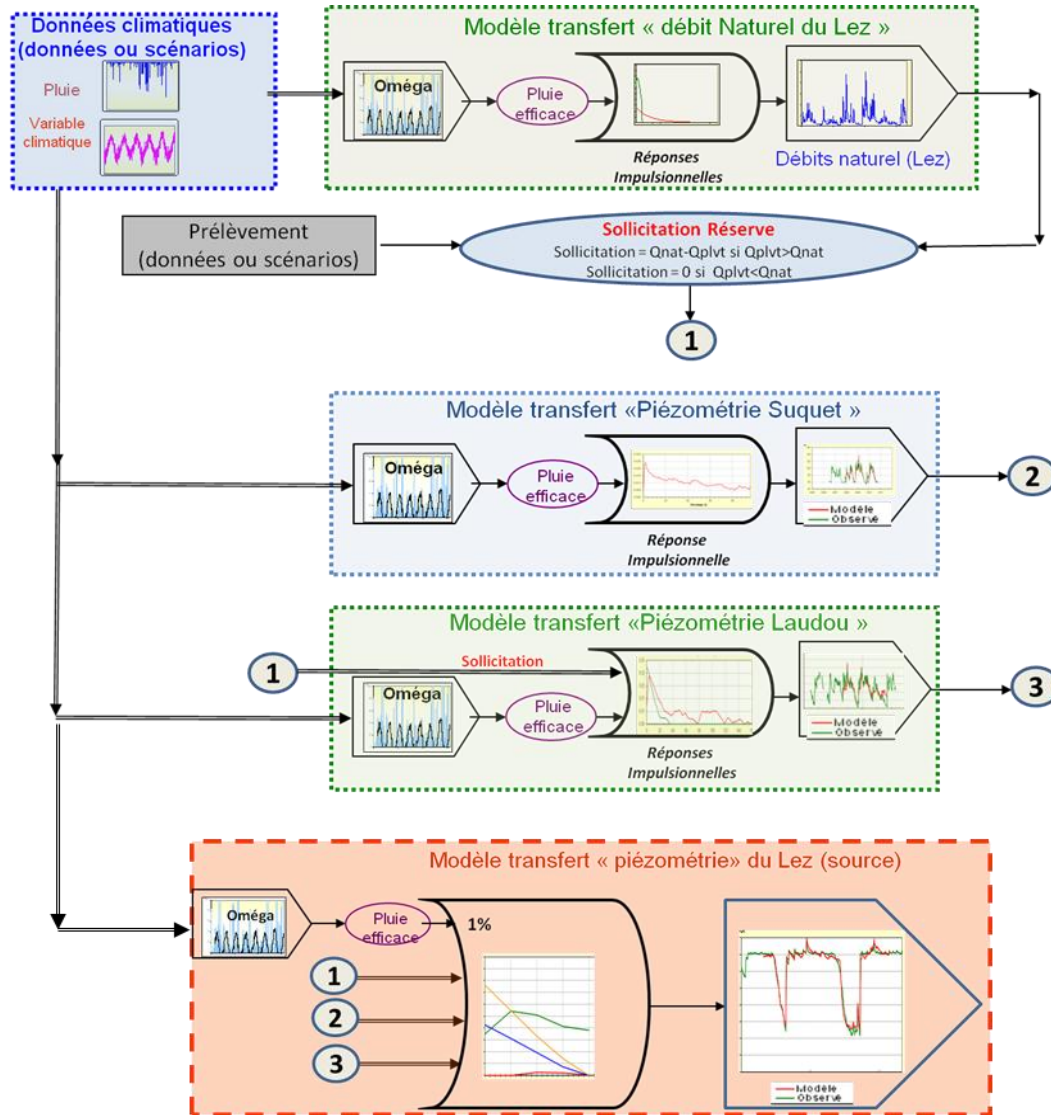 Données climatiques
(données ou scénarios)
Pluie
Variable
climatique
Modèle transfert « débit Naturel du Lez »
Oméga
Pluie
efficace
Réponses
Impulsionnelles
Débits naturel (Lez)
Prélèvement
(données ou scénarios)
Sollicitation Réserve
Sollicitation = Qnat-Qplvt si Qplvt>Qnat
Sollicitation = 0 si Qplvt<Qnat
1
Modèle transfert «Piézométrie Suquet »
Oméga
Pluie
efficace
Réponse
Impulsionnelle
Modèle
Observé
2
Modèle transfert «Piézométrie Laudou »
1
Sollicitation
Oméga
Pluie
efficace
Réponses
Impulsionnelles
Modèle
Observé
3
Modèle transfert « piézométrie» du Lez (source)
Oméga
Pluie
efficace
1%
1
2
3
Modèle
Observé